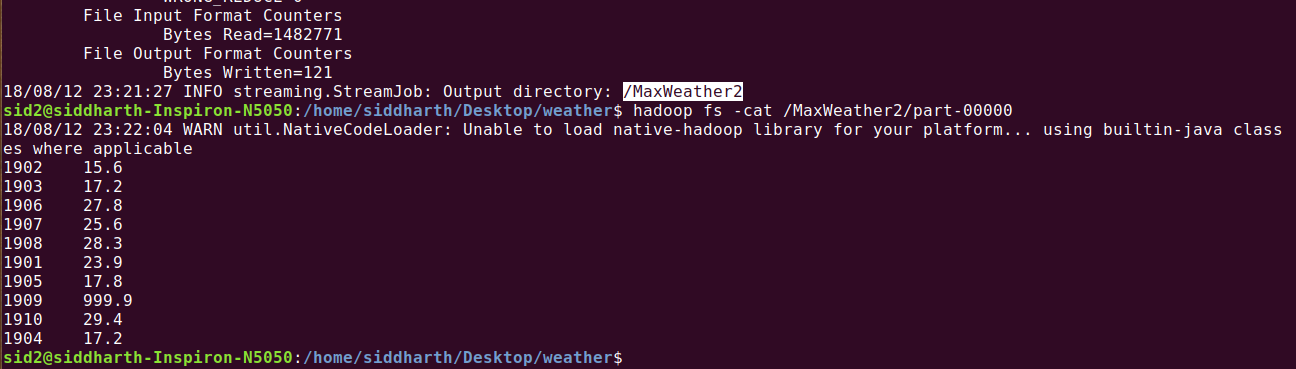 WRONG_REDUCE=0
File Input Format Counters
Bytes Read=1482771
File Output Format Counters
Bytes Written=121
18/08/12 23:21:27 INFO streaming.StreamJob: Output directory: /MaxWeather2
sid2@siddharth-Inspiron-N5050:/home/siddharth/Desktop/weather$ hadoop fs -cat /MaxWeather2/part-00000
18/08/12 23:22:04 WARN util.NativeCodeLoader: Unable to load native-hadoop library for your platform... using builtin-java class
es where applicable
1902 15.6
1903 17.2
1906 27.8
1907 25.6
1908 28.3
1901 23.9
1905 17.8
1909 999.9
1910 29.4
1904 17.2
sid2@siddharth-Inspiron-N5050:/home/siddharth/Desktop/weather$